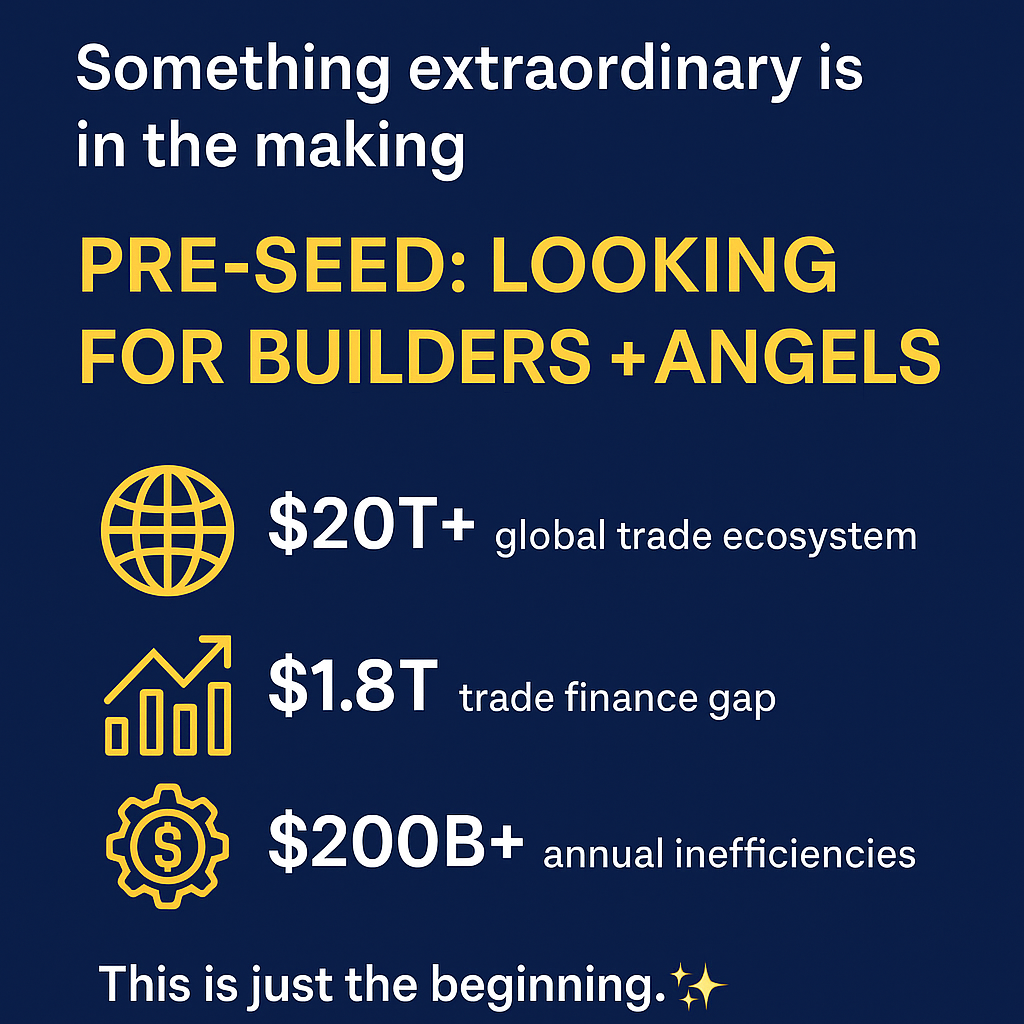 Something extraordinary is
in the making
PRE-SEED: LOOKING
FOR BUILDERS + ANGELS
$20T+ global trade ecosystem
$1.8T trade finance gap
$ $200B+ annual inefficiencies
This is just the beginning.✨